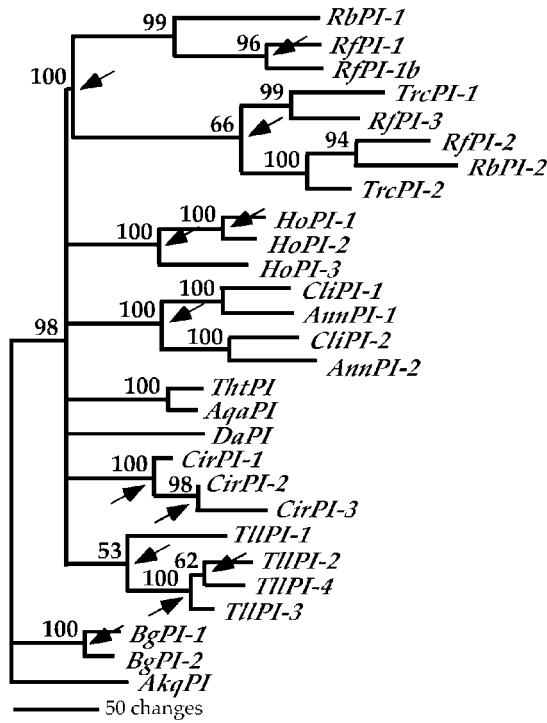 RbPI-1
99
96
RfPI-1
RfPI-1b
100
99
TrcPI-1
66
RfPI-3
94
RfPI-2
100
RbPI-2
TrcPI-2
100
HoPI-1
100
HoPI-2
HoPI-3
CliPI-1
100
100
AnnPI-1
98
100
CliPI-2
AnnPI-2
100
ThtPI
AqaPI
DaPI
100
CirPI-1
98
CirPI-2
CirPI-3
TllPI-1
53
62
TllPI-2
100
TllPI-4
TllPI-3
100
BgPI-1
BgPI-2
AkqPI
50 changes